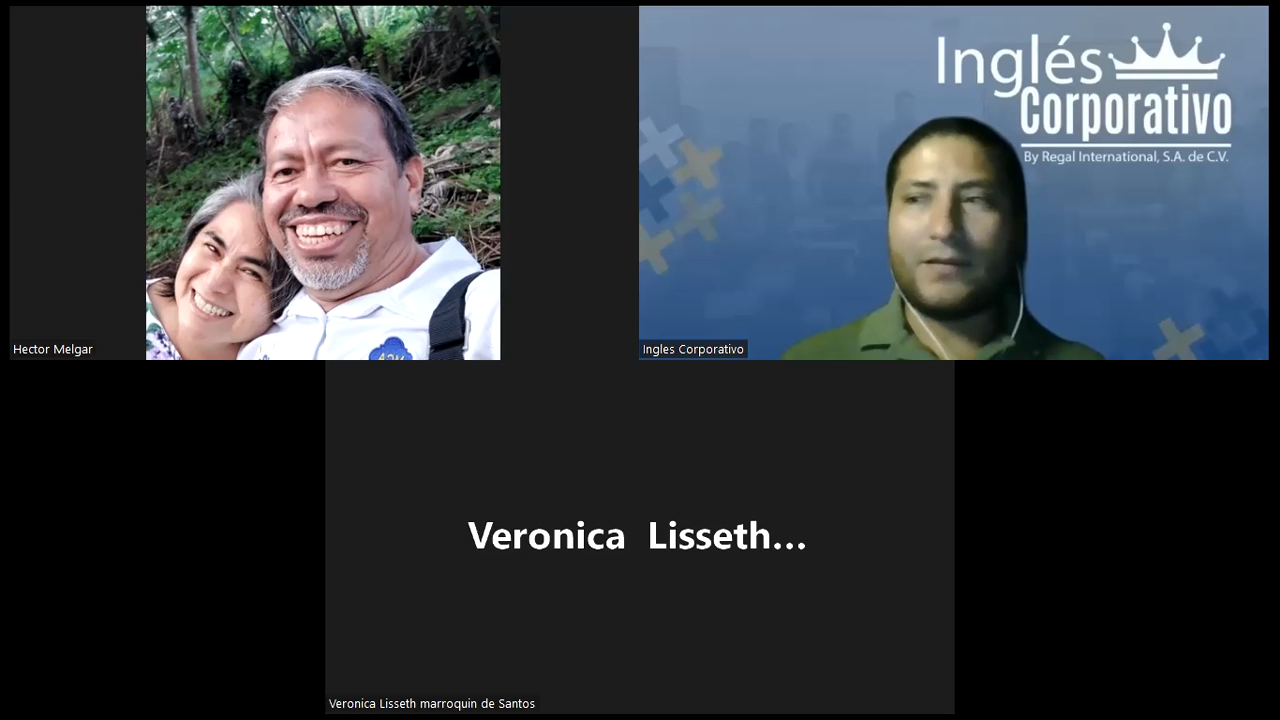 Inglés
Corporativo
By Regal International, S.A. de C.V.
Hector Melgar
Ingles Corporativo
Veronica Lisseth...
Veronica Lisseth marroquin de Santos